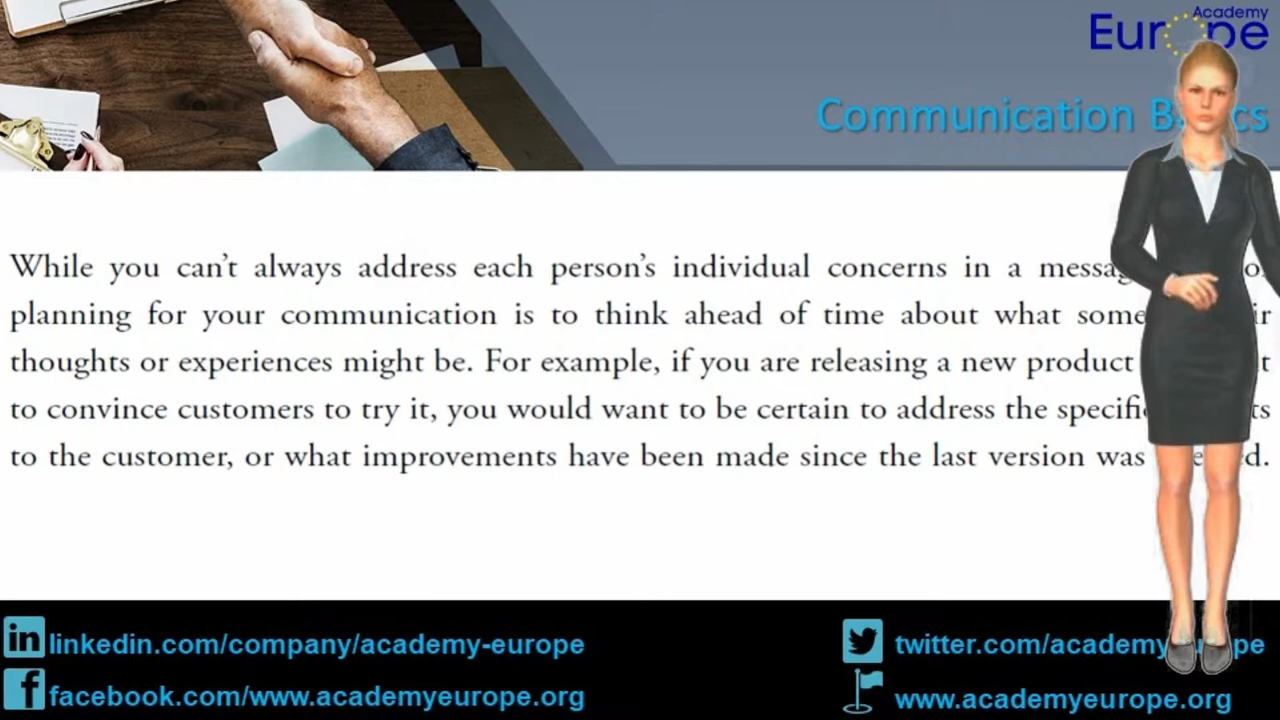 Academy
Europe
Communication
While you can't always address each person's individual concerns in a
planning for your communication is to think ahead of time about what
thoughts or experiences might be. For example, if you are releasing a new product
to convince customers to try it, you would want to be certain to address the
to the customer, or what improvements have been made since the last version was
linkedin.com/company/academy-europe
twitter.com/academy
facebook.com/www.academyeurope.org
www.academyeurope.org